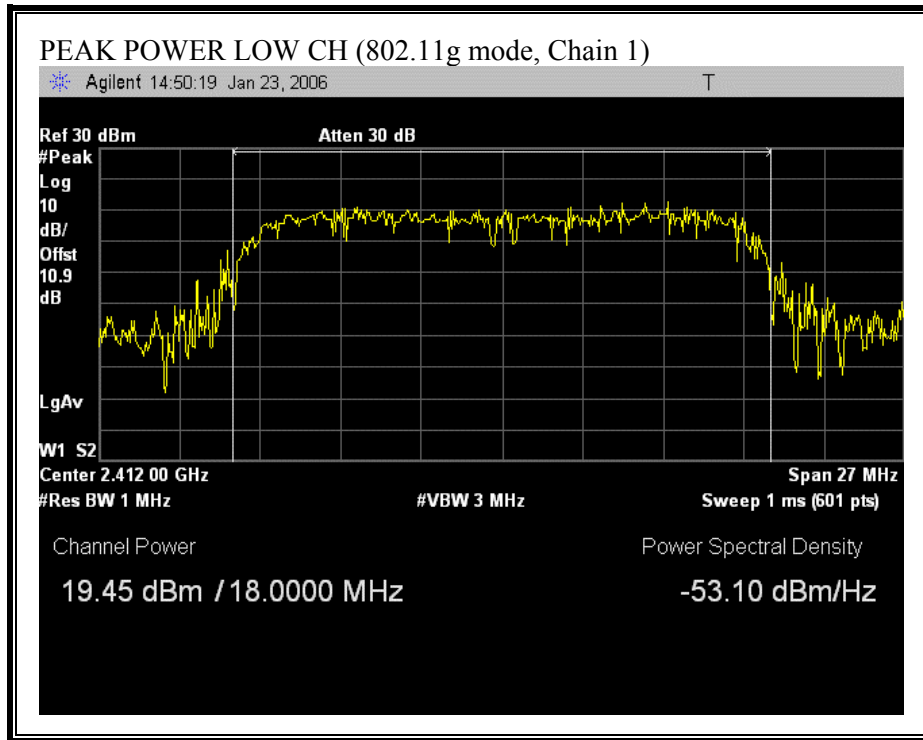 PEAK POWER LOW CH (802.11g mode, Chain 1)
Agilent 14:50:19 Jan 23, 2006 T
Ref 30 dBm Atten 30 dB
#Peak
Log
10
dB/
Offst
10.9
dB
LgAv
W1 S2
Center 2.412 00 GHz Span 27 MHz
#Res BW 1 MHz #VBW 3 MHz Sweep 1 ms (601 pts)
Channel Power Power Spectral Density
19.45 dBm / 18.0000 MHz -53.10 dBm/Hz